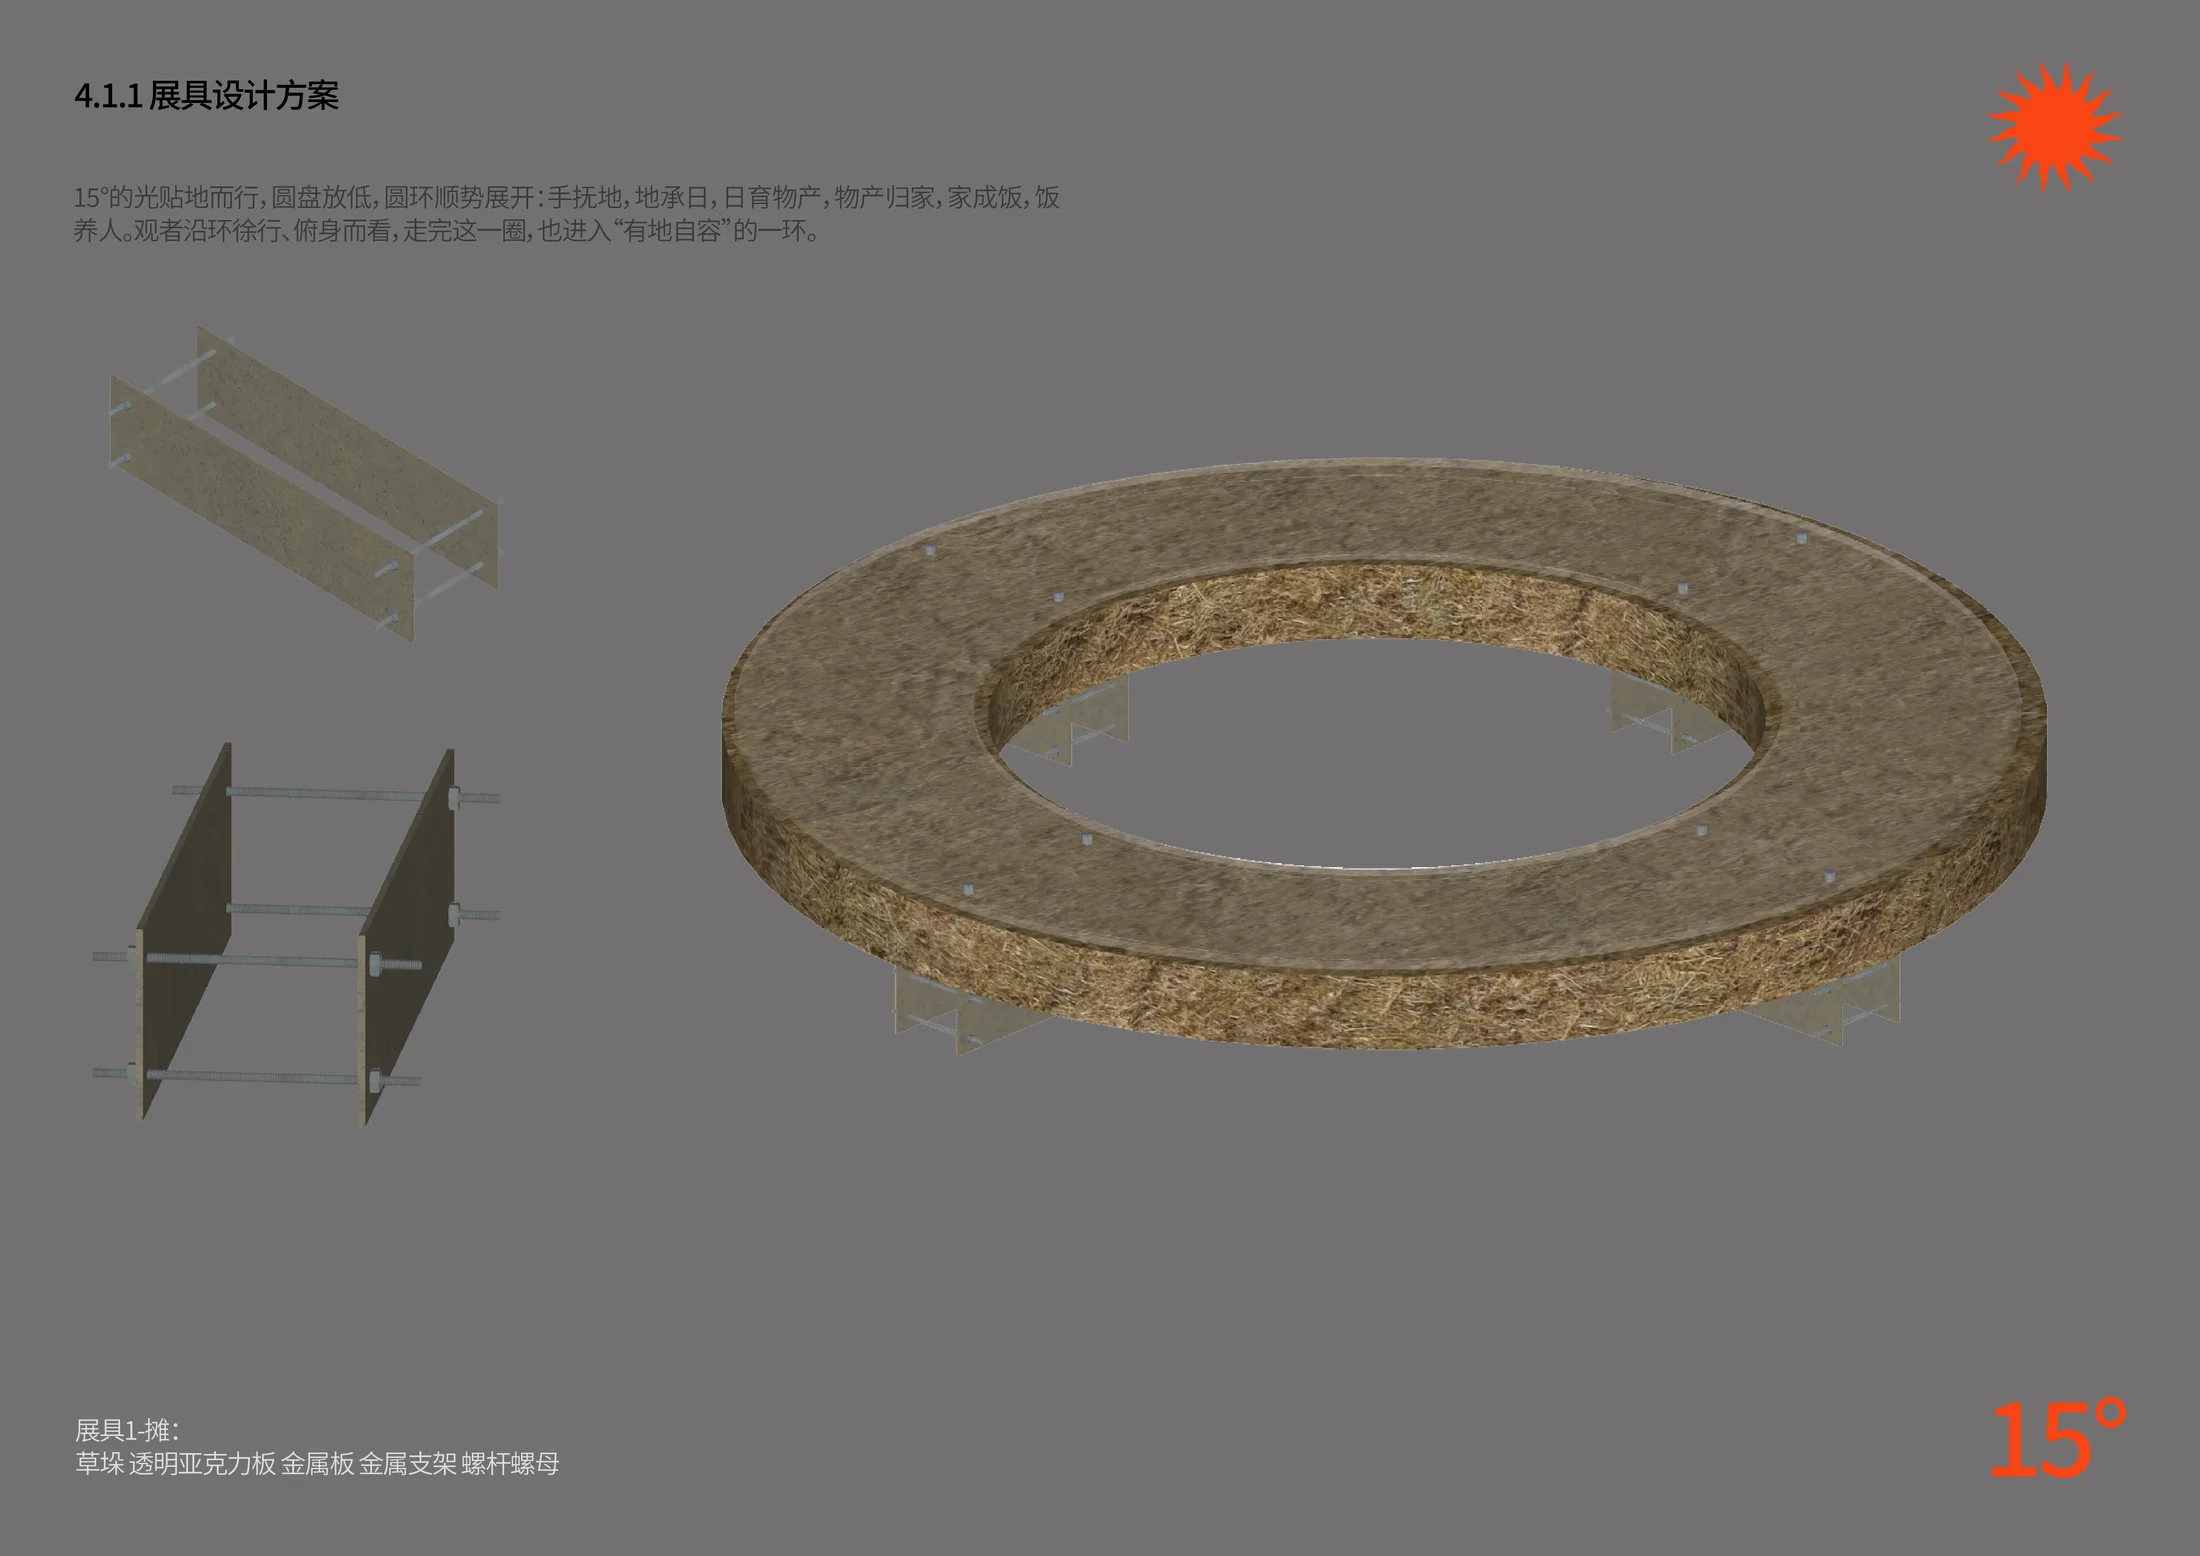 4.1.1 展具设计方案
15°的光贴地而行，圆盘放低，圆环顺势展开：手抚地，地承日，日育物产，物产归家，家成饭，饭
养人。观者沿环徐行、俯身而看，走完这一圈，也进入“有地自容”的一环。
展具1-摊：
草垛 透明亚克力板 金属板 金属支架 螺杆螺母
15°